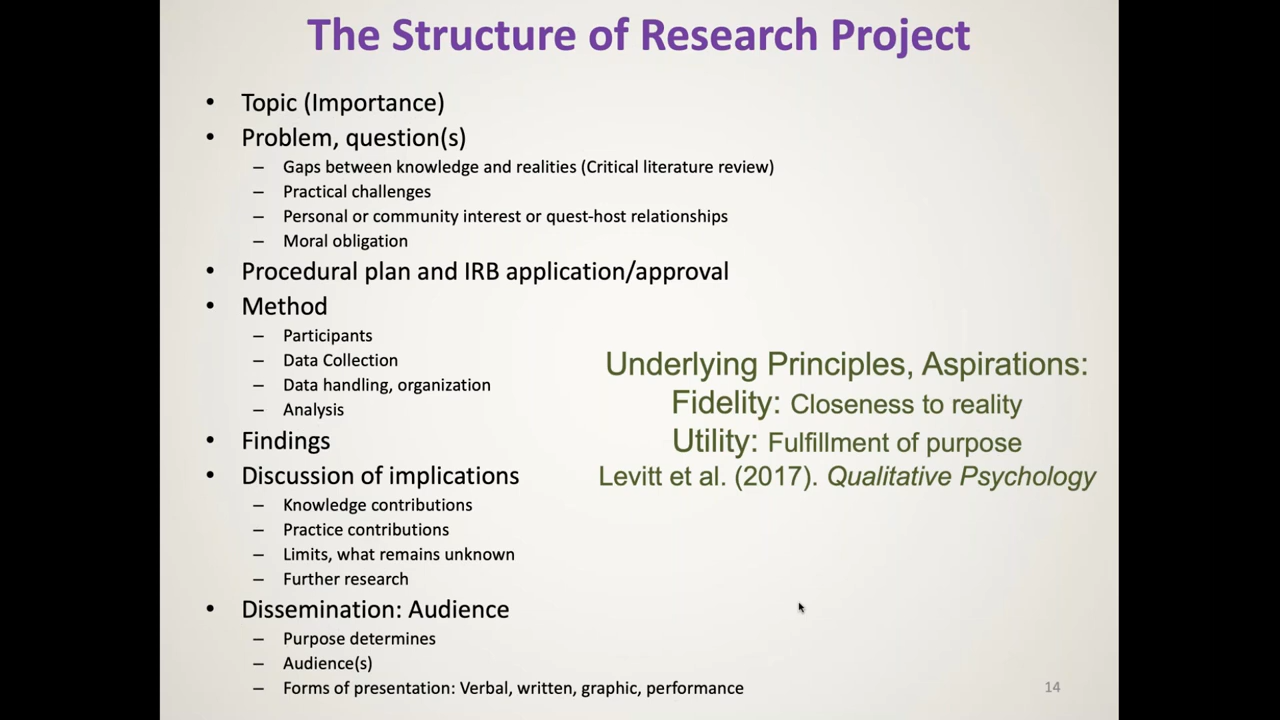 The Structure of Research Project
• Topic (Importance)
• Problem, question(s)
– Gaps between knowledge and realities (Critical literature review)
– Practical challenges
– Personal or community interest or quest-host relationships
– Moral obligation
• Procedural plan and IRB application/approval
• Method
– Participants
– Data Collection
– Data handling, organization
– Analysis
• Findings
• Discussion of implications
– Knowledge contributions
– Practice contributions
– Limits, what remains unknown
– Further research
• Dissemination: Audience
– Purpose determines
– Audience(s)
– Forms of presentation: Verbal, written, graphic, performance
Underlying Principles, Aspirations:
Fidelity: Closeness to reality
Utility: Fulfillment of purpose
Levitt et al. (2017). Qualitative Psychology
14